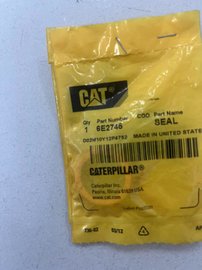 CAT
Qty Part Number COO Part Name
1 6E2746 SEAL
MADE IN UNITED STATES
CATERPILLAR
Caterpillar Inc.
Peoria, Illinois 61629 USA
www.cat.com